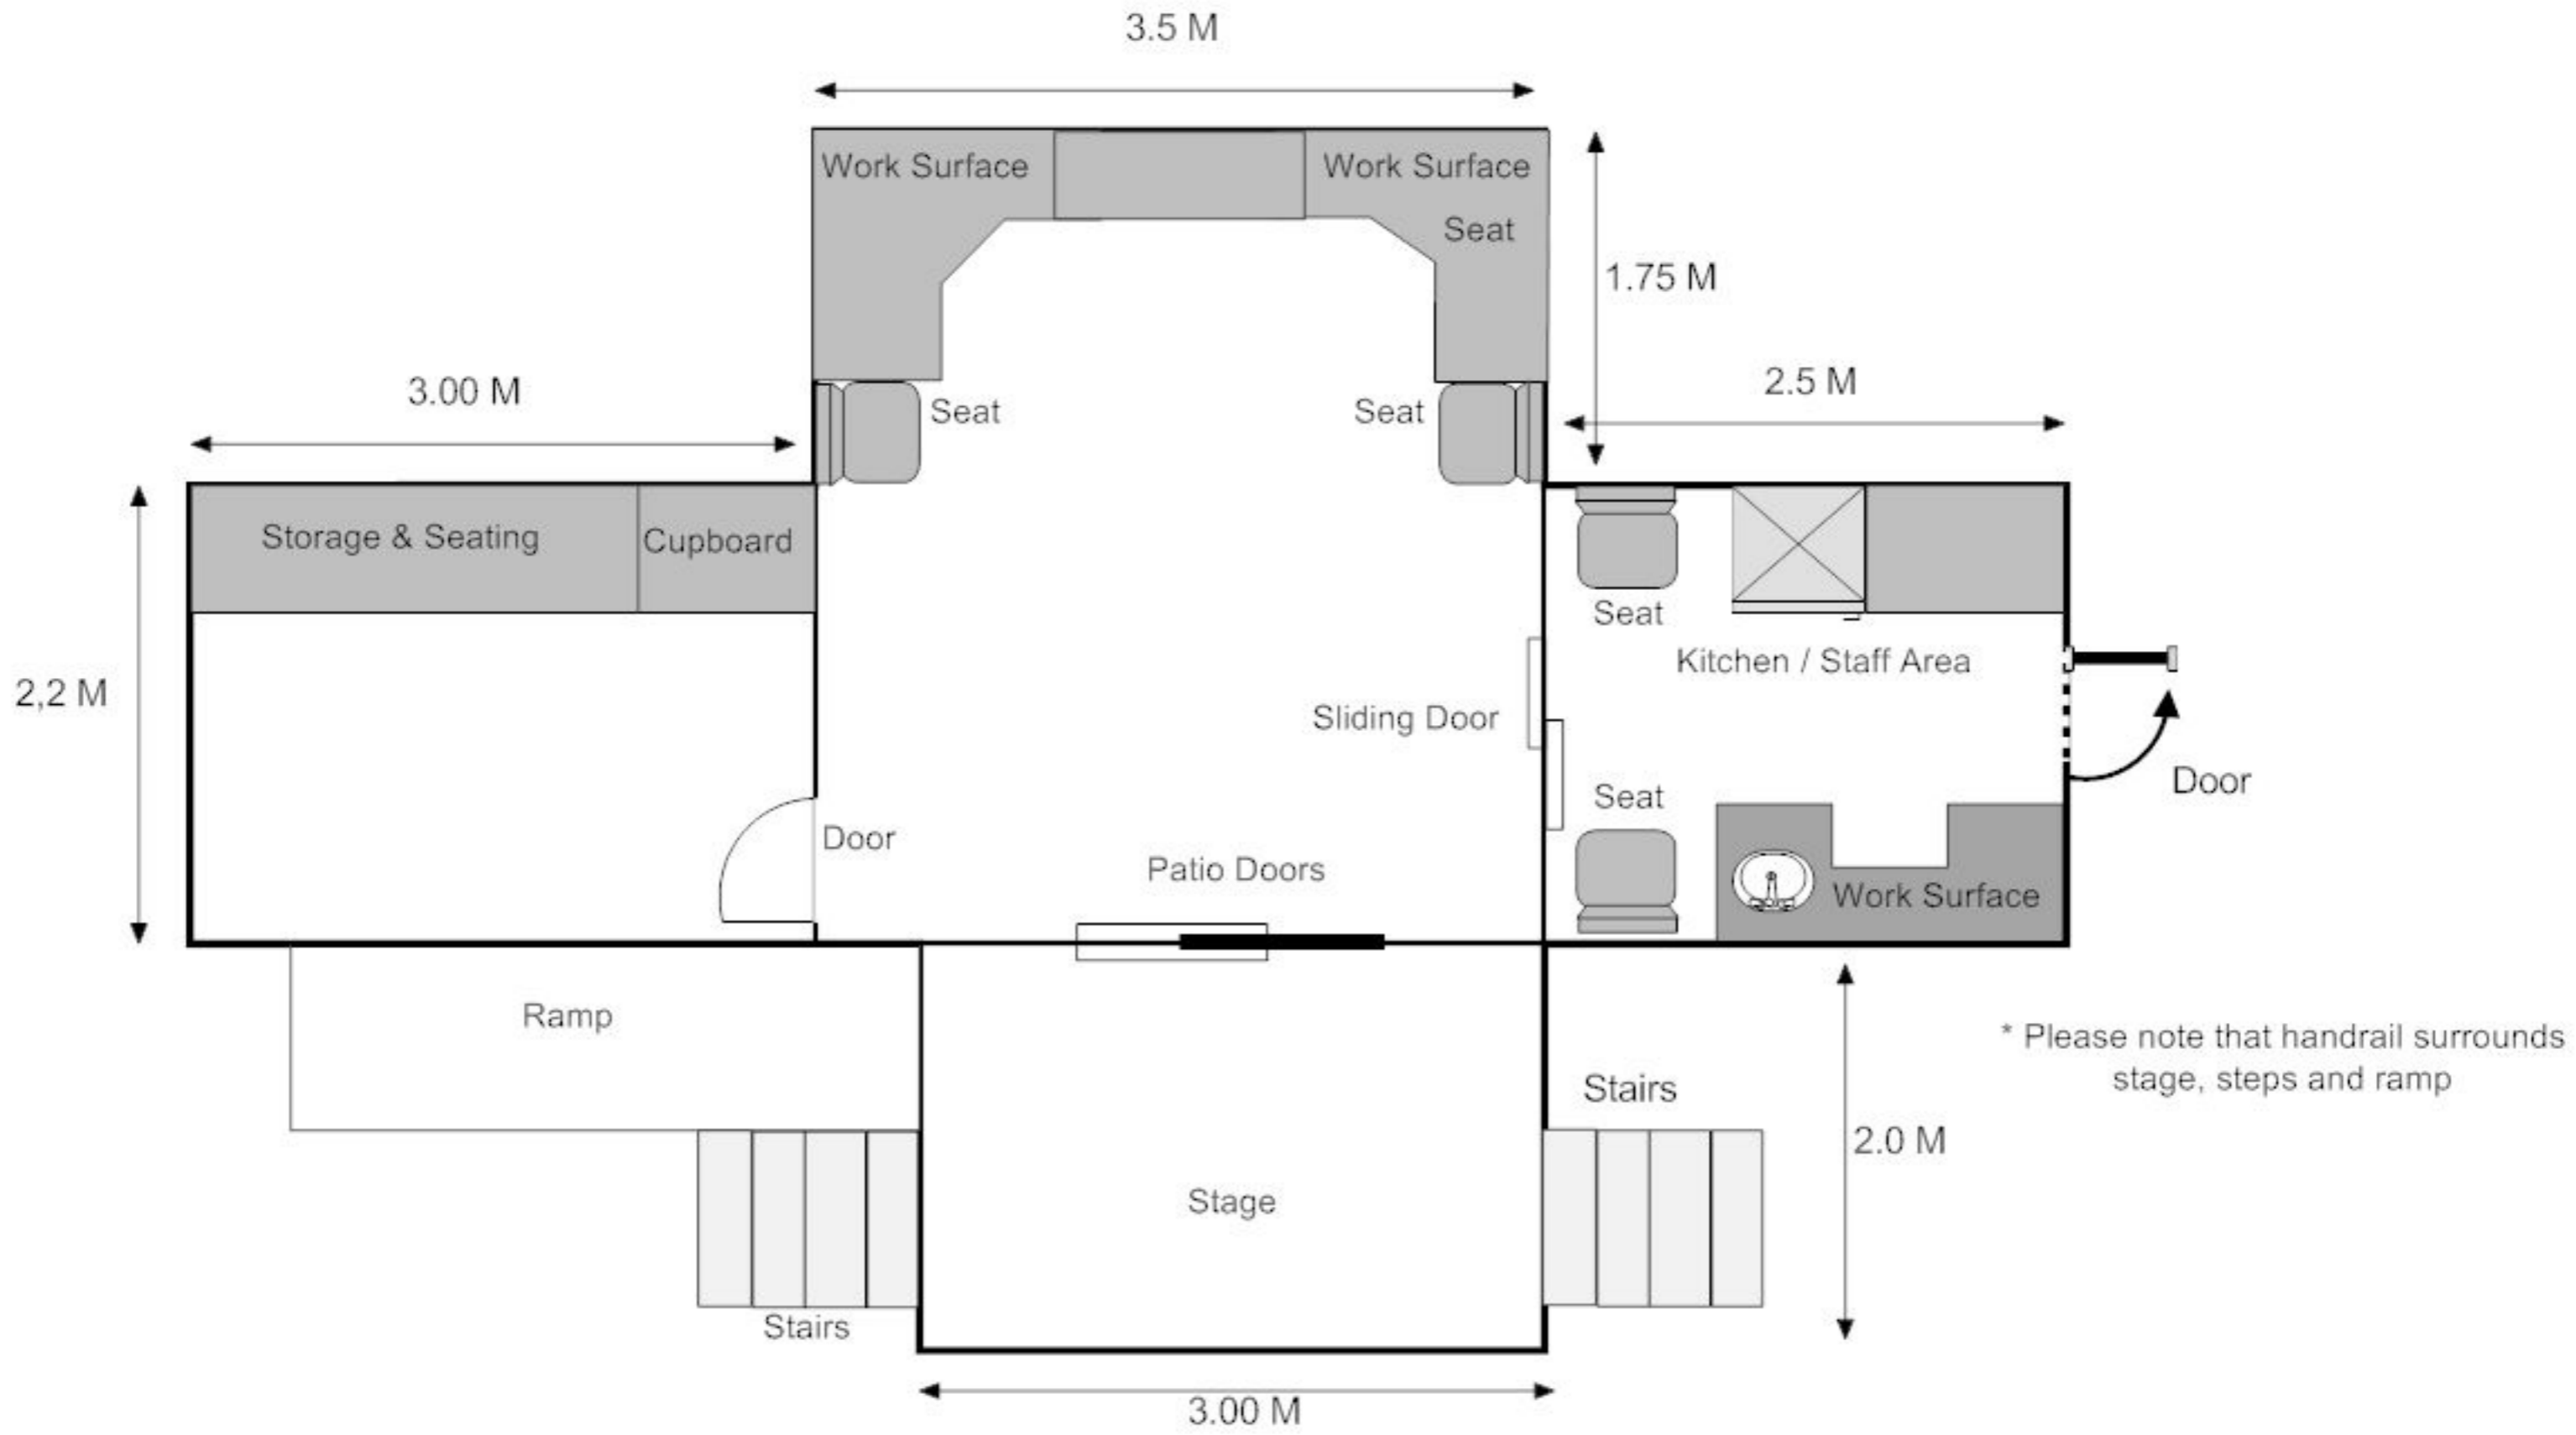 3.5 M
Work Surface
Work Surface
Seat
1.75 M
3.00 M
Seat
Seat
2.5 M
Storage & Seating
Cupboard
Seat
Kitchen / Staff Area
2,2 M
Sliding Door
Door
Seat
Door
Patio Doors
Work Surface
Ramp
* Please note that handrail surrounds
stage, steps and ramp
Stairs
2.0 M
Stage
Stairs
3.00 M